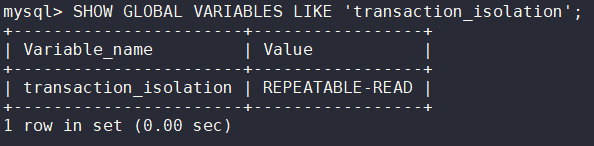 mysql> SHOW GLOBAL VARIABLES LIKE 'transaction_isolation';
+-----------------------+-----------------+
| Variable_name         | Value           |
+-----------------------+-----------------+
| transaction_isolation | REPEATABLE-READ |
+-----------------------+-----------------+
1 row in set (0.00 sec)